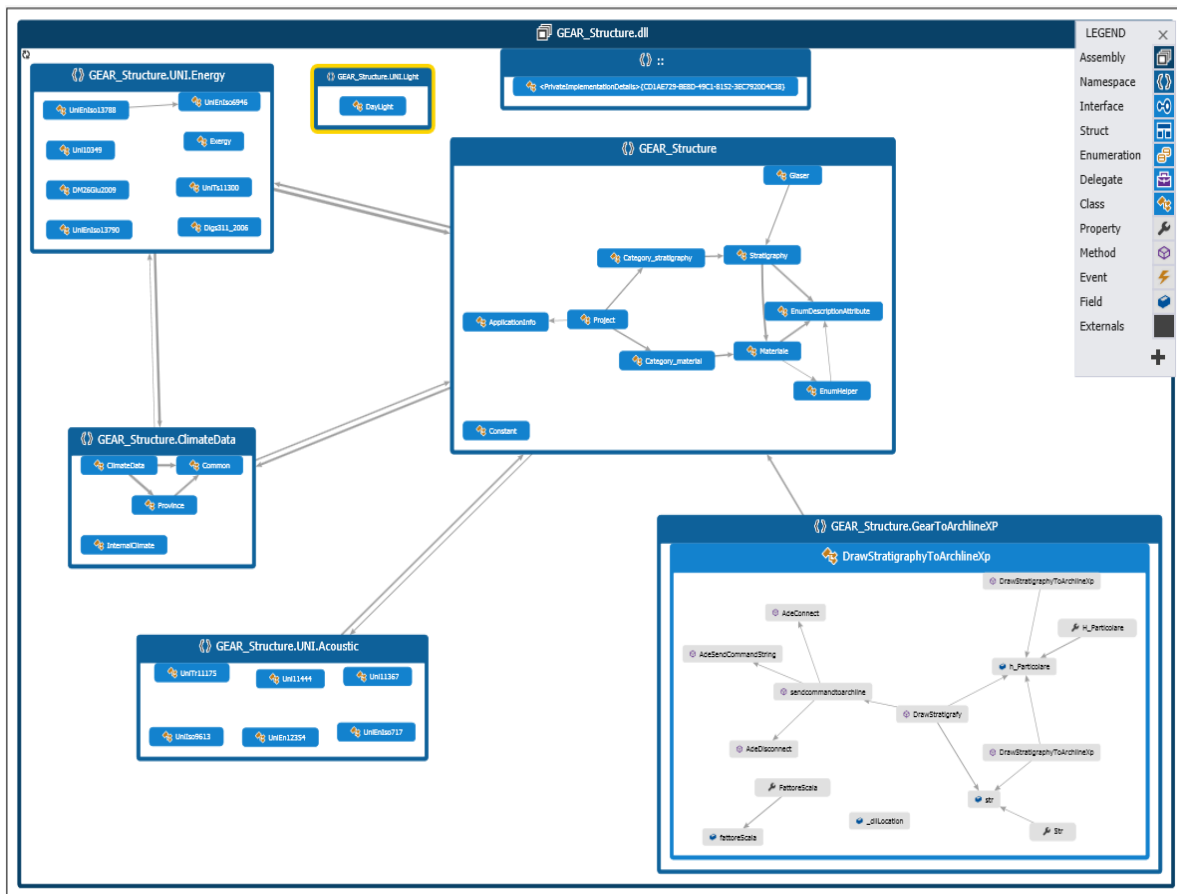 GEAR_Structure.dll
LEGEND
Assembly
Namespace
Interface
Struct
Enumeration
Delegate
Class
Property
Method
Event
Field
Externals
GEAR_Structure.UNI.Energy
UniEnIso13788
UniEnIso6946
Uni10349
Exergy
DM26Giu2009
UniTs11300
UniEnIso13790
Dlgs311_2006
GEAR_Structure.UNI.Light
DayLight
::
<PrivateImplementationDetails>{CD1AE729-BEBD-49C1-8152-3EC7920D4C3B}
GEAR_Structure
Glaser
Category_stratigraphy
Stratigraphy
ApplicationInfo
Project
EnumDescriptionAttribute
Category_material
Materiale
EnumHelper
Constant
GEAR_Structure.ClimateData
ClimateData
Common
Province
InternalClimate
GEAR_Structure.UNI.Acoustic
UniTr11175
Uni11444
Uni11367
UniIso9613
UniEn12354
UniEnIso717
GEAR_Structure.GearToArchlineXP
DrawStratigraphyToArchlineXp
DrawStratigraphyToArchlineXp
AdeConnect
H_Particolare
AdeSendCommandString
h_Particolare
sendcommandtoarchline
DrawStratigrafy
AdeDisconnect
DrawStratigraphyToArchlineXp
FattoreScala
str
_dllLocation
fattoreScala
Str